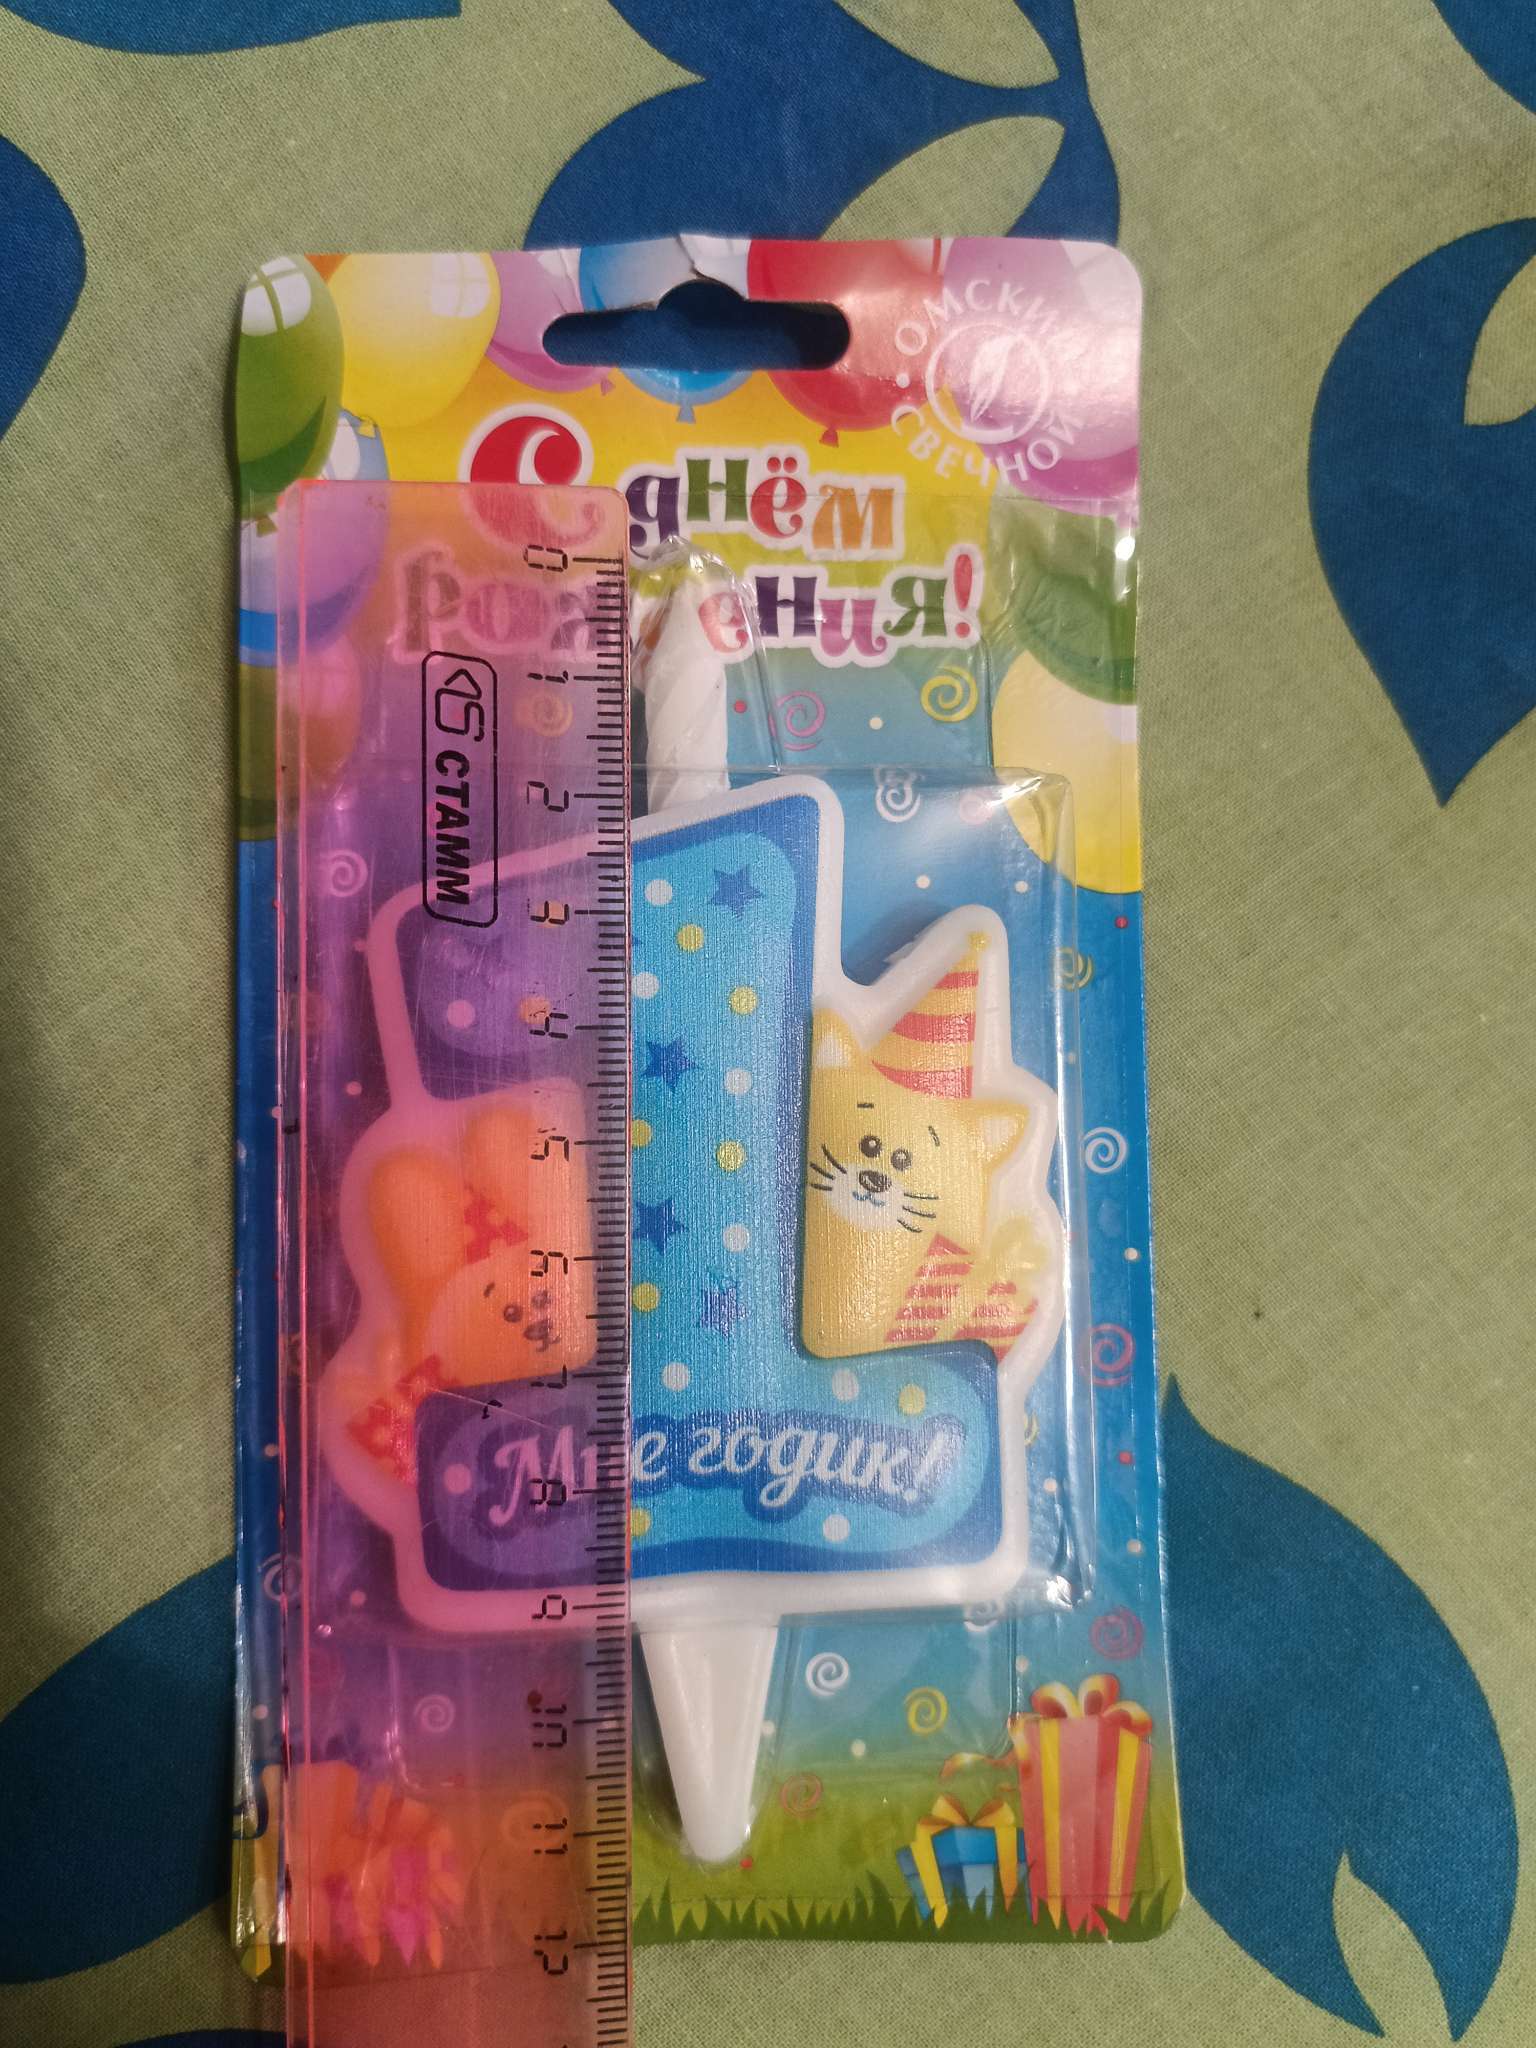 ОМСКИЙ
СВЕЧНОЙ
С днём
рождения!
СТАММ
0
1
2
3
4
5
6
7
8
9
10
11
12
Мне годик!